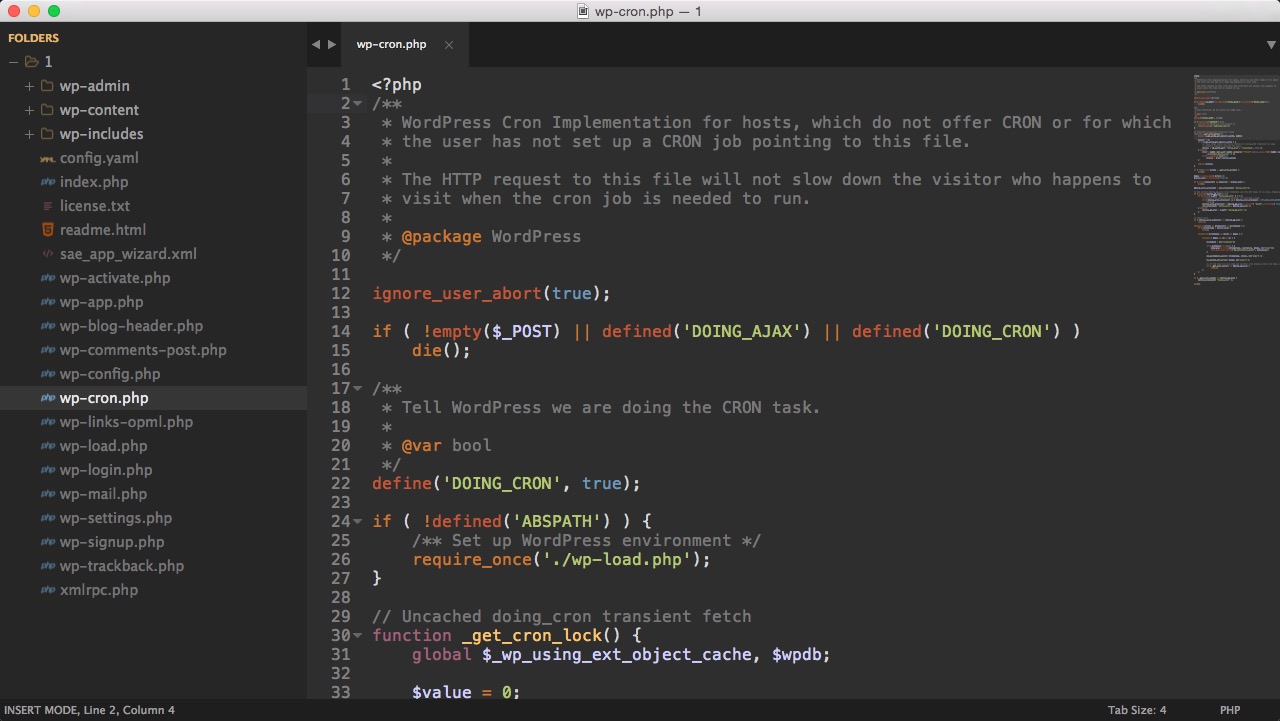 wp-cron.php — 1
FOLDERS
1
wp-admin
wp-content
wp-includes
config.yaml
index.php
license.txt
readme.html
sae_app_wizard.xml
wp-activate.php
wp-app.php
wp-blog-header.php
wp-comments-post.php
wp-config.php
wp-cron.php
wp-links-opml.php
wp-load.php
wp-login.php
wp-mail.php
wp-settings.php
wp-signup.php
wp-trackback.php
xmlrpc.php
wp-cron.php ×
1 <?php
2 /**
3  * WordPress Cron Implementation for hosts, which do not offer CRON or for which
4  * the user has not set up a CRON job pointing to this file.
5  *
6  * The HTTP request to this file will not slow down the visitor who happens to
7  * visit when the cron job is needed to run.
8  *
9  * @package WordPress
10  */
11
12 ignore_user_abort(true);
13
14 if ( !empty($_POST) || defined('DOING_AJAX') || defined('DOING_CRON') )
15     die();
16
17 /**
18  * Tell WordPress we are doing the CRON task.
19  *
20  * @var bool
21  */
22 define('DOING_CRON', true);
23
24 if ( !defined('ABSPATH') ) {
25     /** Set up WordPress environment */
26     require_once('./wp-load.php');
27 }
28
29 // Uncached doing_cron transient fetch
30 function _get_cron_lock() {
31     global $_wp_using_ext_object_cache, $wpdb;
32
33     $value = 0;
INSERT MODE, Line 2, Column 4
Tab Size: 4
PHP